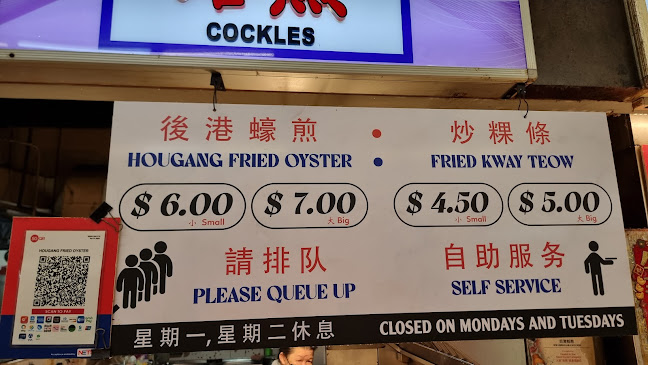 COCKLES
後港蠔煎 • 炒粿條
HOUGANG FRIED OYSTER • FRIED KWAY TEOW
$ 6.00 小 Small $ 7.00 大 Big $ 4.50 小 Small $ 5.00 大 Big
請排队 自助服务
PLEASE QUEUE UP SELF SERVICE
星期一,星期二休息 CLOSED ON MONDAYS AND TUESDAYS
HOUGANG FRIED OYSTER
SCAN TO PAY
NETS